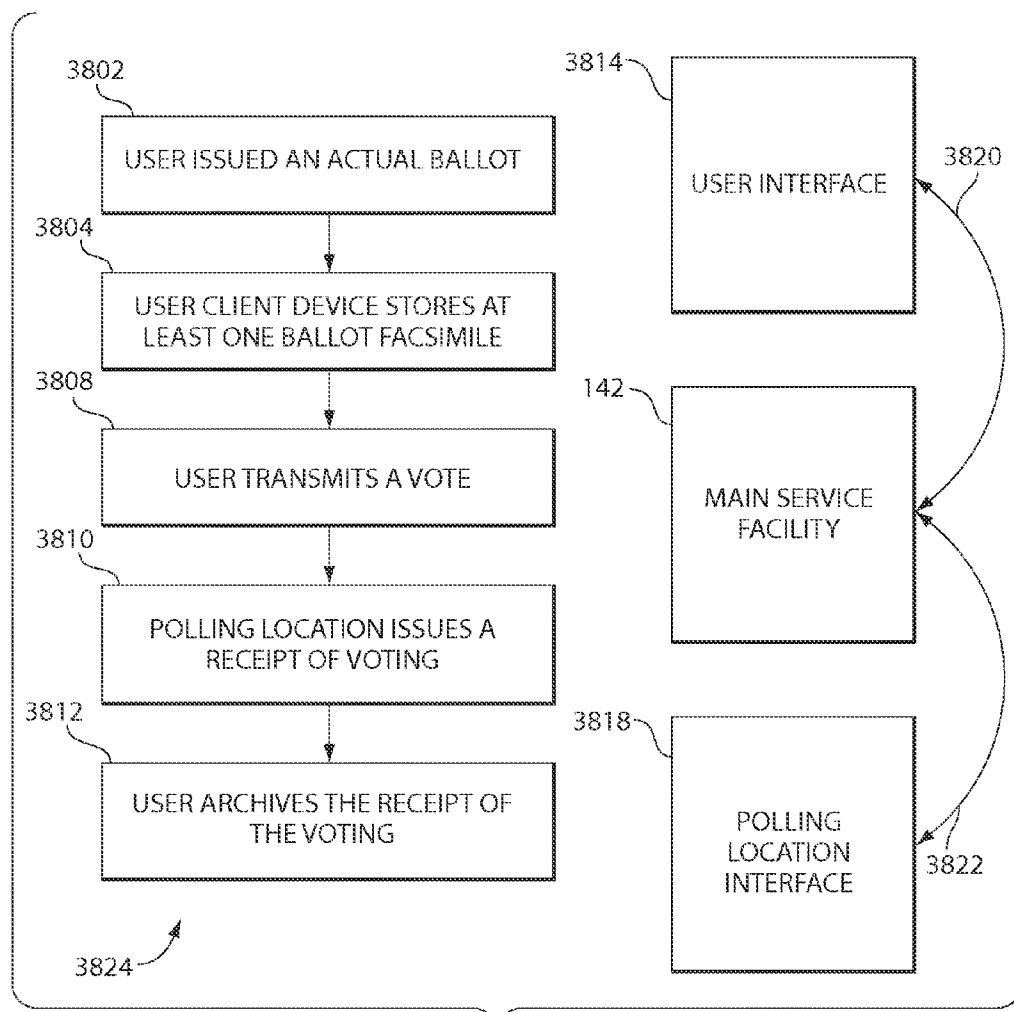 3802
USER ISSUED AN ACTUAL BALLOT
3804
USER CLIENT DEVICE STORES AT
LEAST ONE BALLOT FACSIMILE
3808
USER TRANSMITS A VOTE
3810
POLLING LOCATION ISSUES A
RECEIPT OF VOTING
3812
USER ARCHIVES THE RECEIPT OF
THE VOTING
3824
3814
USER INTERFACE
3820
142
MAIN SERVICE
FACILITY
3818
POLLING
LOCATION
INTERFACE
3822